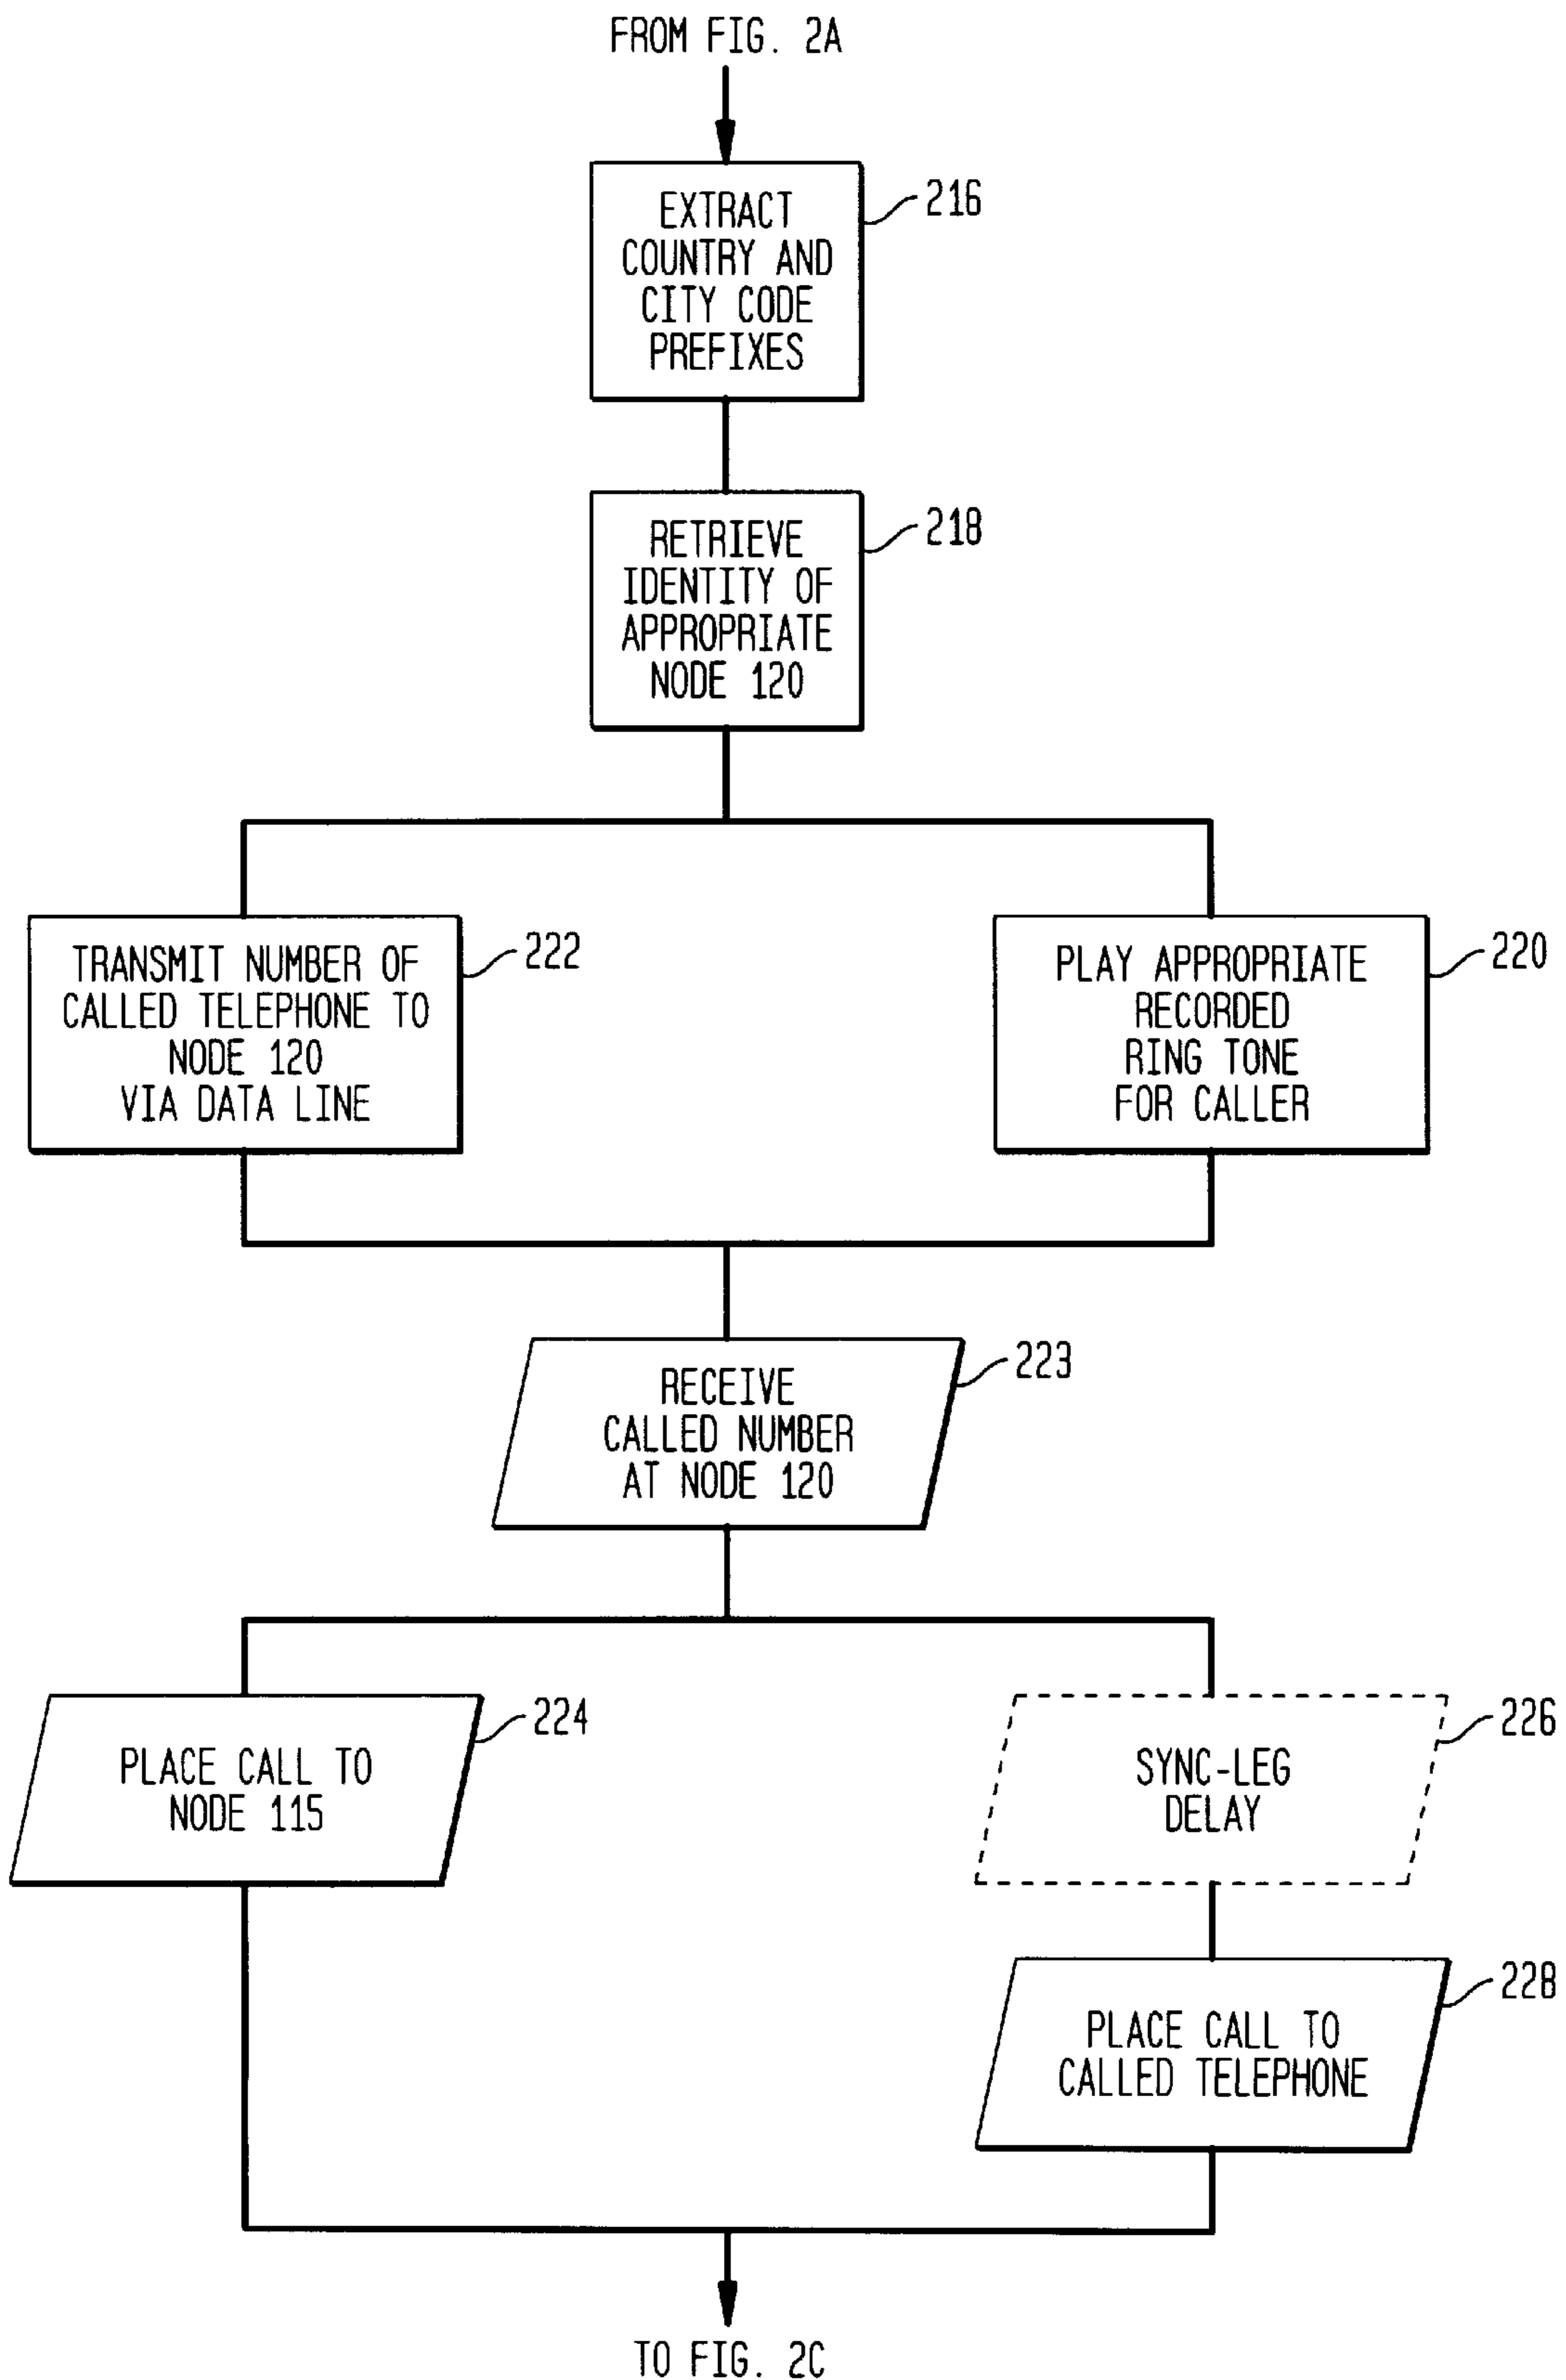 FROM FIG. 2A
EXTRACT
COUNTRY AND
CITY CODE
PREFIXES
216
RETRIEVE
IDENTITY OF
APPROPRIATE
NODE 120
218
TRANSMIT NUMBER OF
CALLED TELEPHONE TO
NODE 120
VIA DATA LINE
222
PLAY APPROPRIATE
RECORDED
RING TONE
FOR CALLER
220
RECEIVE
CALLED NUMBER
AT NODE 120
223
PLACE CALL TO
NODE 115
224
SYNC-LEG
DELAY
226
PLACE CALL TO
CALLED TELEPHONE
228
TO FIG. 2C